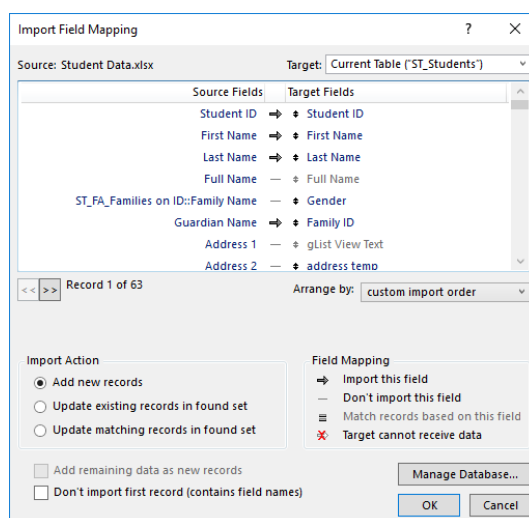 Import Field Mapping ? ×
Source: Student Data.xlsx Target: Current Table ("ST_Students")
Source Fields Target Fields
Student ID Student ID
First Name First Name
Last Name Last Name
Full Name Full Name
ST_FA_Families on ID::Family Name Gender
Guardian Name Family ID
Address 1 gList View Text
Address 2 address temp
<< >> Record 1 of 63 Arrange by: custom import order
Import Action Field Mapping
Add new records Import this field
Update existing records in found set Don't import this field
Update matching records in found set Match records based on this field
Target cannot receive data
Add remaining data as new records Manage Database...
Don't import first record (contains field names)
OK Cancel